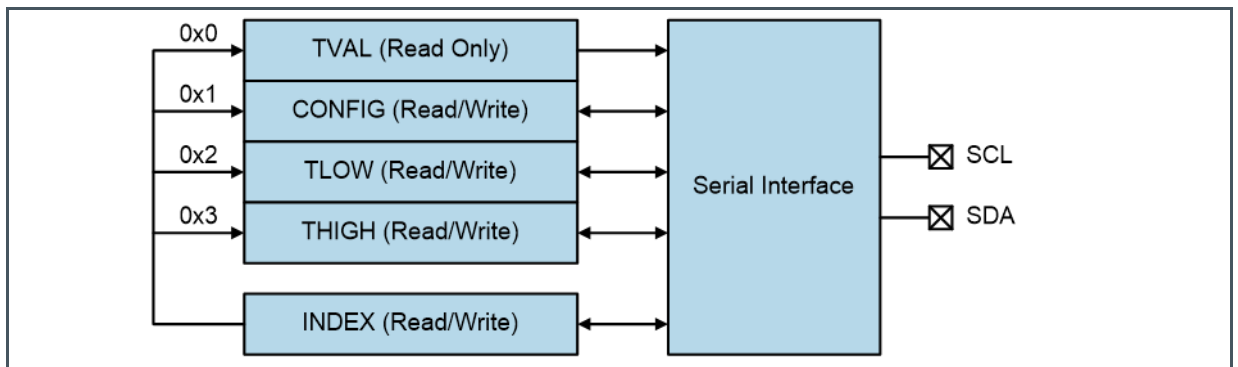 0x0
TVAL (Read Only)
0x1
CONFIG (Read/Write)
0x2
TLOW (Read/Write)
0x3
THIGH (Read/Write)
INDEX (Read/Write)
Serial Interface
SCL
SDA